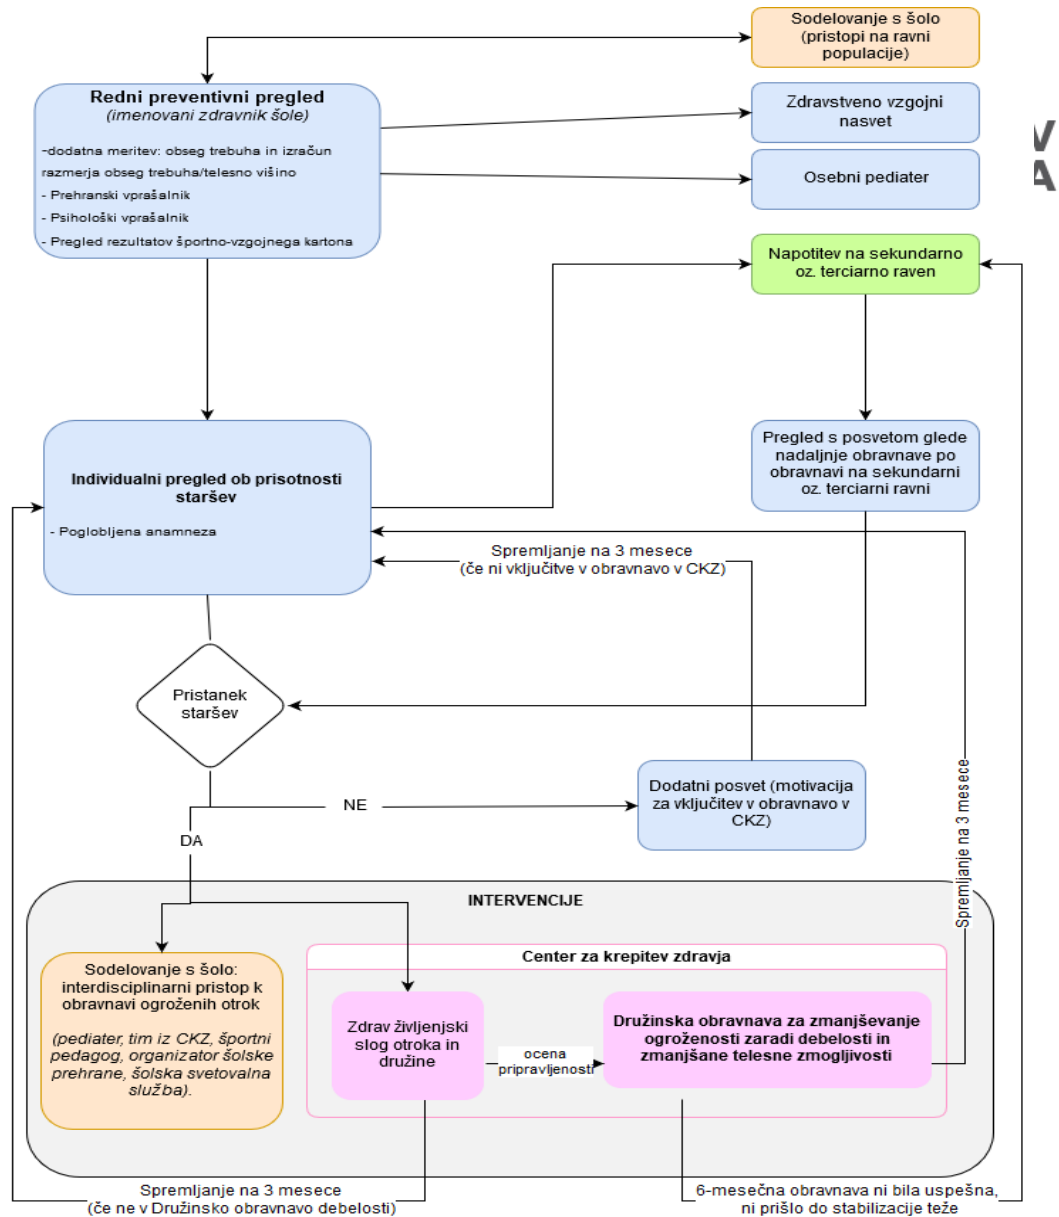 Sodelovanje s šolo
(pristopi na ravni
populacije)
Redni preventivni pregled
(imenovani zdravnik šole)
-dodatna meritev: obseg trebuha in izračun
razmerja obseg trebuha/telesno višino
- Prehranski vprašalnik
- Psihološki vprašalnik
- Pregled rezultatov športno-vzgojnega kartona
Zdravstveno vzgojni
nasvet
V
A
Osebni pediater
Napotitev na sekundarno
oz. terciarno raven
Individualni pregled ob prisotnosti
staršev
- Poglobljena anamneza
Pregled s posvetom glede
nadaljnje obravnave po
obravnavi na sekundarni
oz. terciarni ravni
Spremljanje na 3 mesece
(če ni vključitve v obravnavo v CKZ)
Pristanek
staršev
Dodatni posvet (motivacija
za vključitev v obravnavo v
CKZ)
NE
DA
Spremljanje na 3 mesece
INTERVENCIJE
Sodelovanje s šolo:
interdisciplinarni pristop k
obravnavi ogroženih otrok
(pediater, tim iz CKZ, športni
pedagog, organizator šolske
prehrane, šolska svetovalna
služba).
Center za krepitev zdravja
Zdrav življenjski
slog otroka in
družine
ocena
pripravljenosti
Družinska obravnava za zmanjševanje
ogroženosti zaradi debelosti in
zmanjšane telesne zmogljivosti
Spremljanje na 3 mesece
(če ne v Družinsko obravnavo debelosti)
6-mesečna obravnava ni bila uspešna,
ni prišlo do stabilizacije teže